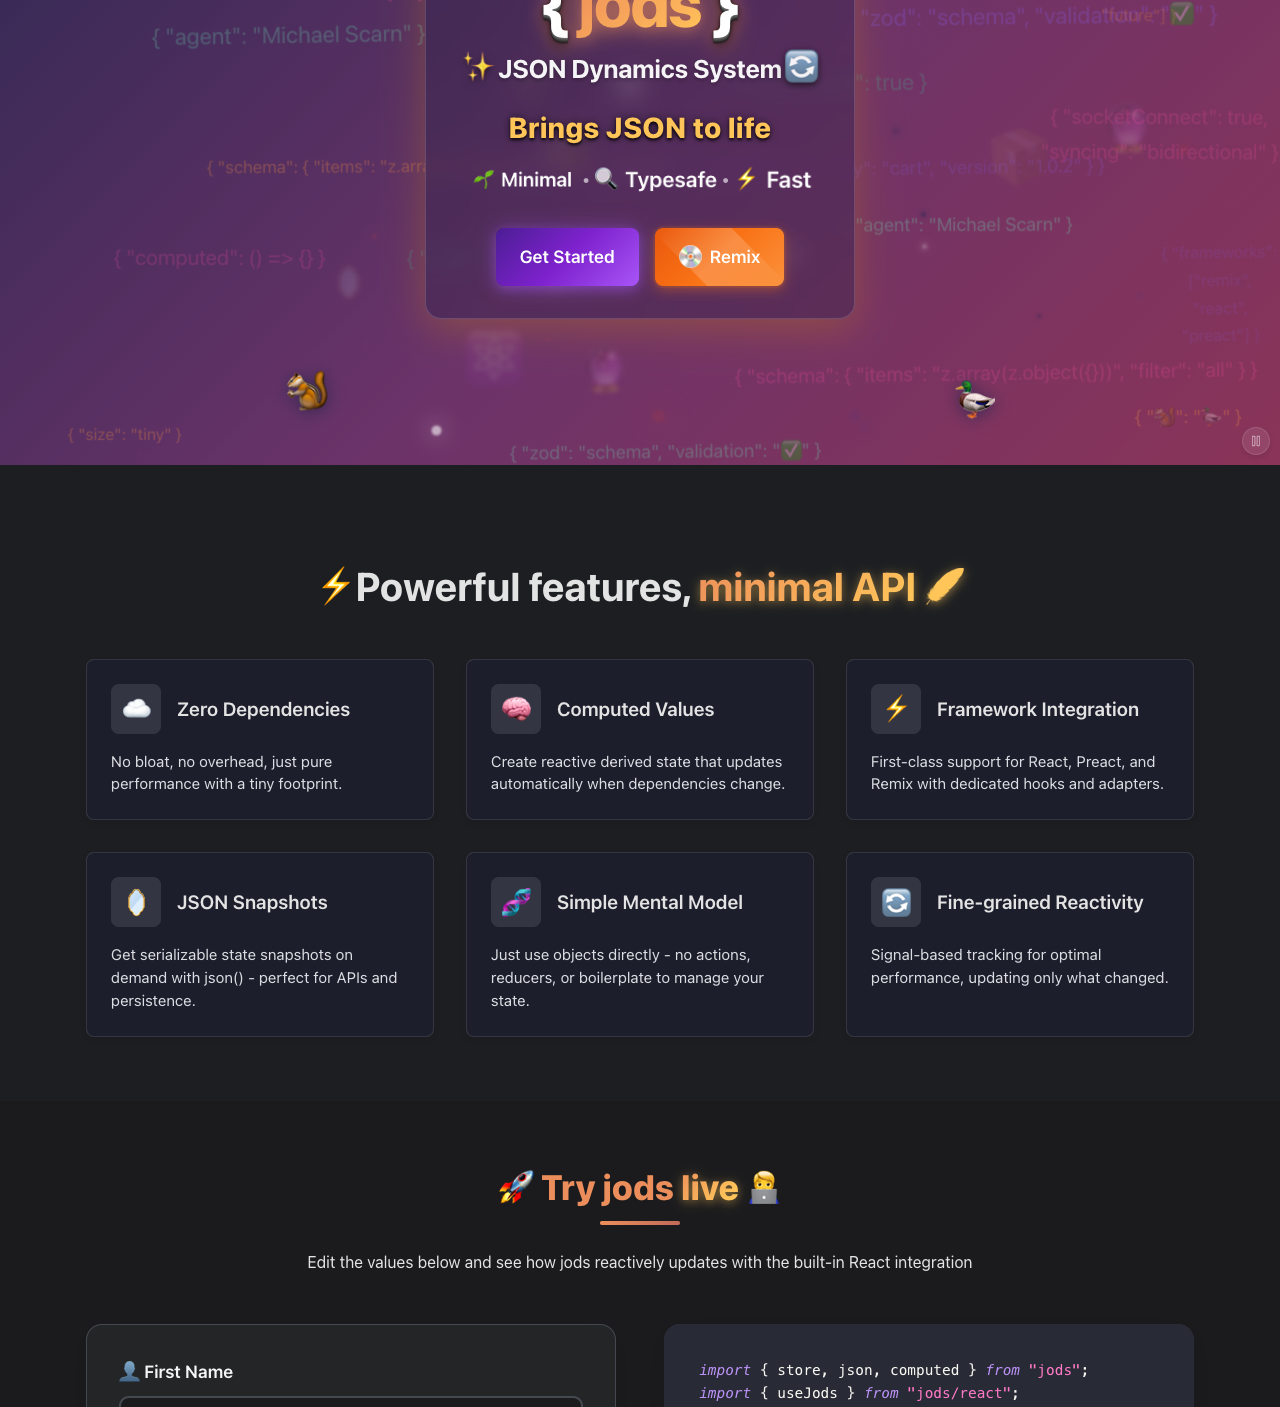 { jods }
"zod": "schema", "validation": "✅" }
"future"]
{ "agent": "Michael Scarn" }
✨ JSON Dynamics System 🔄
: true }
Brings JSON to life
{ "socketConnect": true,
"syncing": "bidirectional" }
{ "schema": { "items": "z.arr
"cart", "version": "1.0.2" } }
🌱 Minimal • 🔍 Typesafe • ⚡ Fast
"agent": "Michael Scarn" }
{ "computed": () => {} }
Get Started
💿 Remix
{ "frameworks"
["remix",
"react",
"preact"] }
{ "schema": { "items": "z.array(z.object({}))", "filter": "all" } }
{ "🐿️": "🦆" }
{ "size": "tiny" }
{ "zod": "schema", "validation": "✅" }
⚡Powerful features, minimal API 🪶
Zero Dependencies
No bloat, no overhead, just pure
performance with a tiny footprint.
Computed Values
Create reactive derived state that updates
automatically when dependencies change.
Framework Integration
First-class support for React, Preact, and
Remix with dedicated hooks and adapters.
JSON Snapshots
Get serializable state snapshots on
demand with json() - perfect for APIs and
persistence.
Simple Mental Model
Just use objects directly - no actions,
reducers, or boilerplate to manage your
state.
Fine-grained Reactivity
Signal-based tracking for optimal
performance, updating only what changed.
🚀 Try jods live 🧑‍💻
Edit the values below and see how jods reactively updates with the built-in React integration
👤 First Name
import { store, json, computed } from "jods";
import { useJods } from "jods/react";